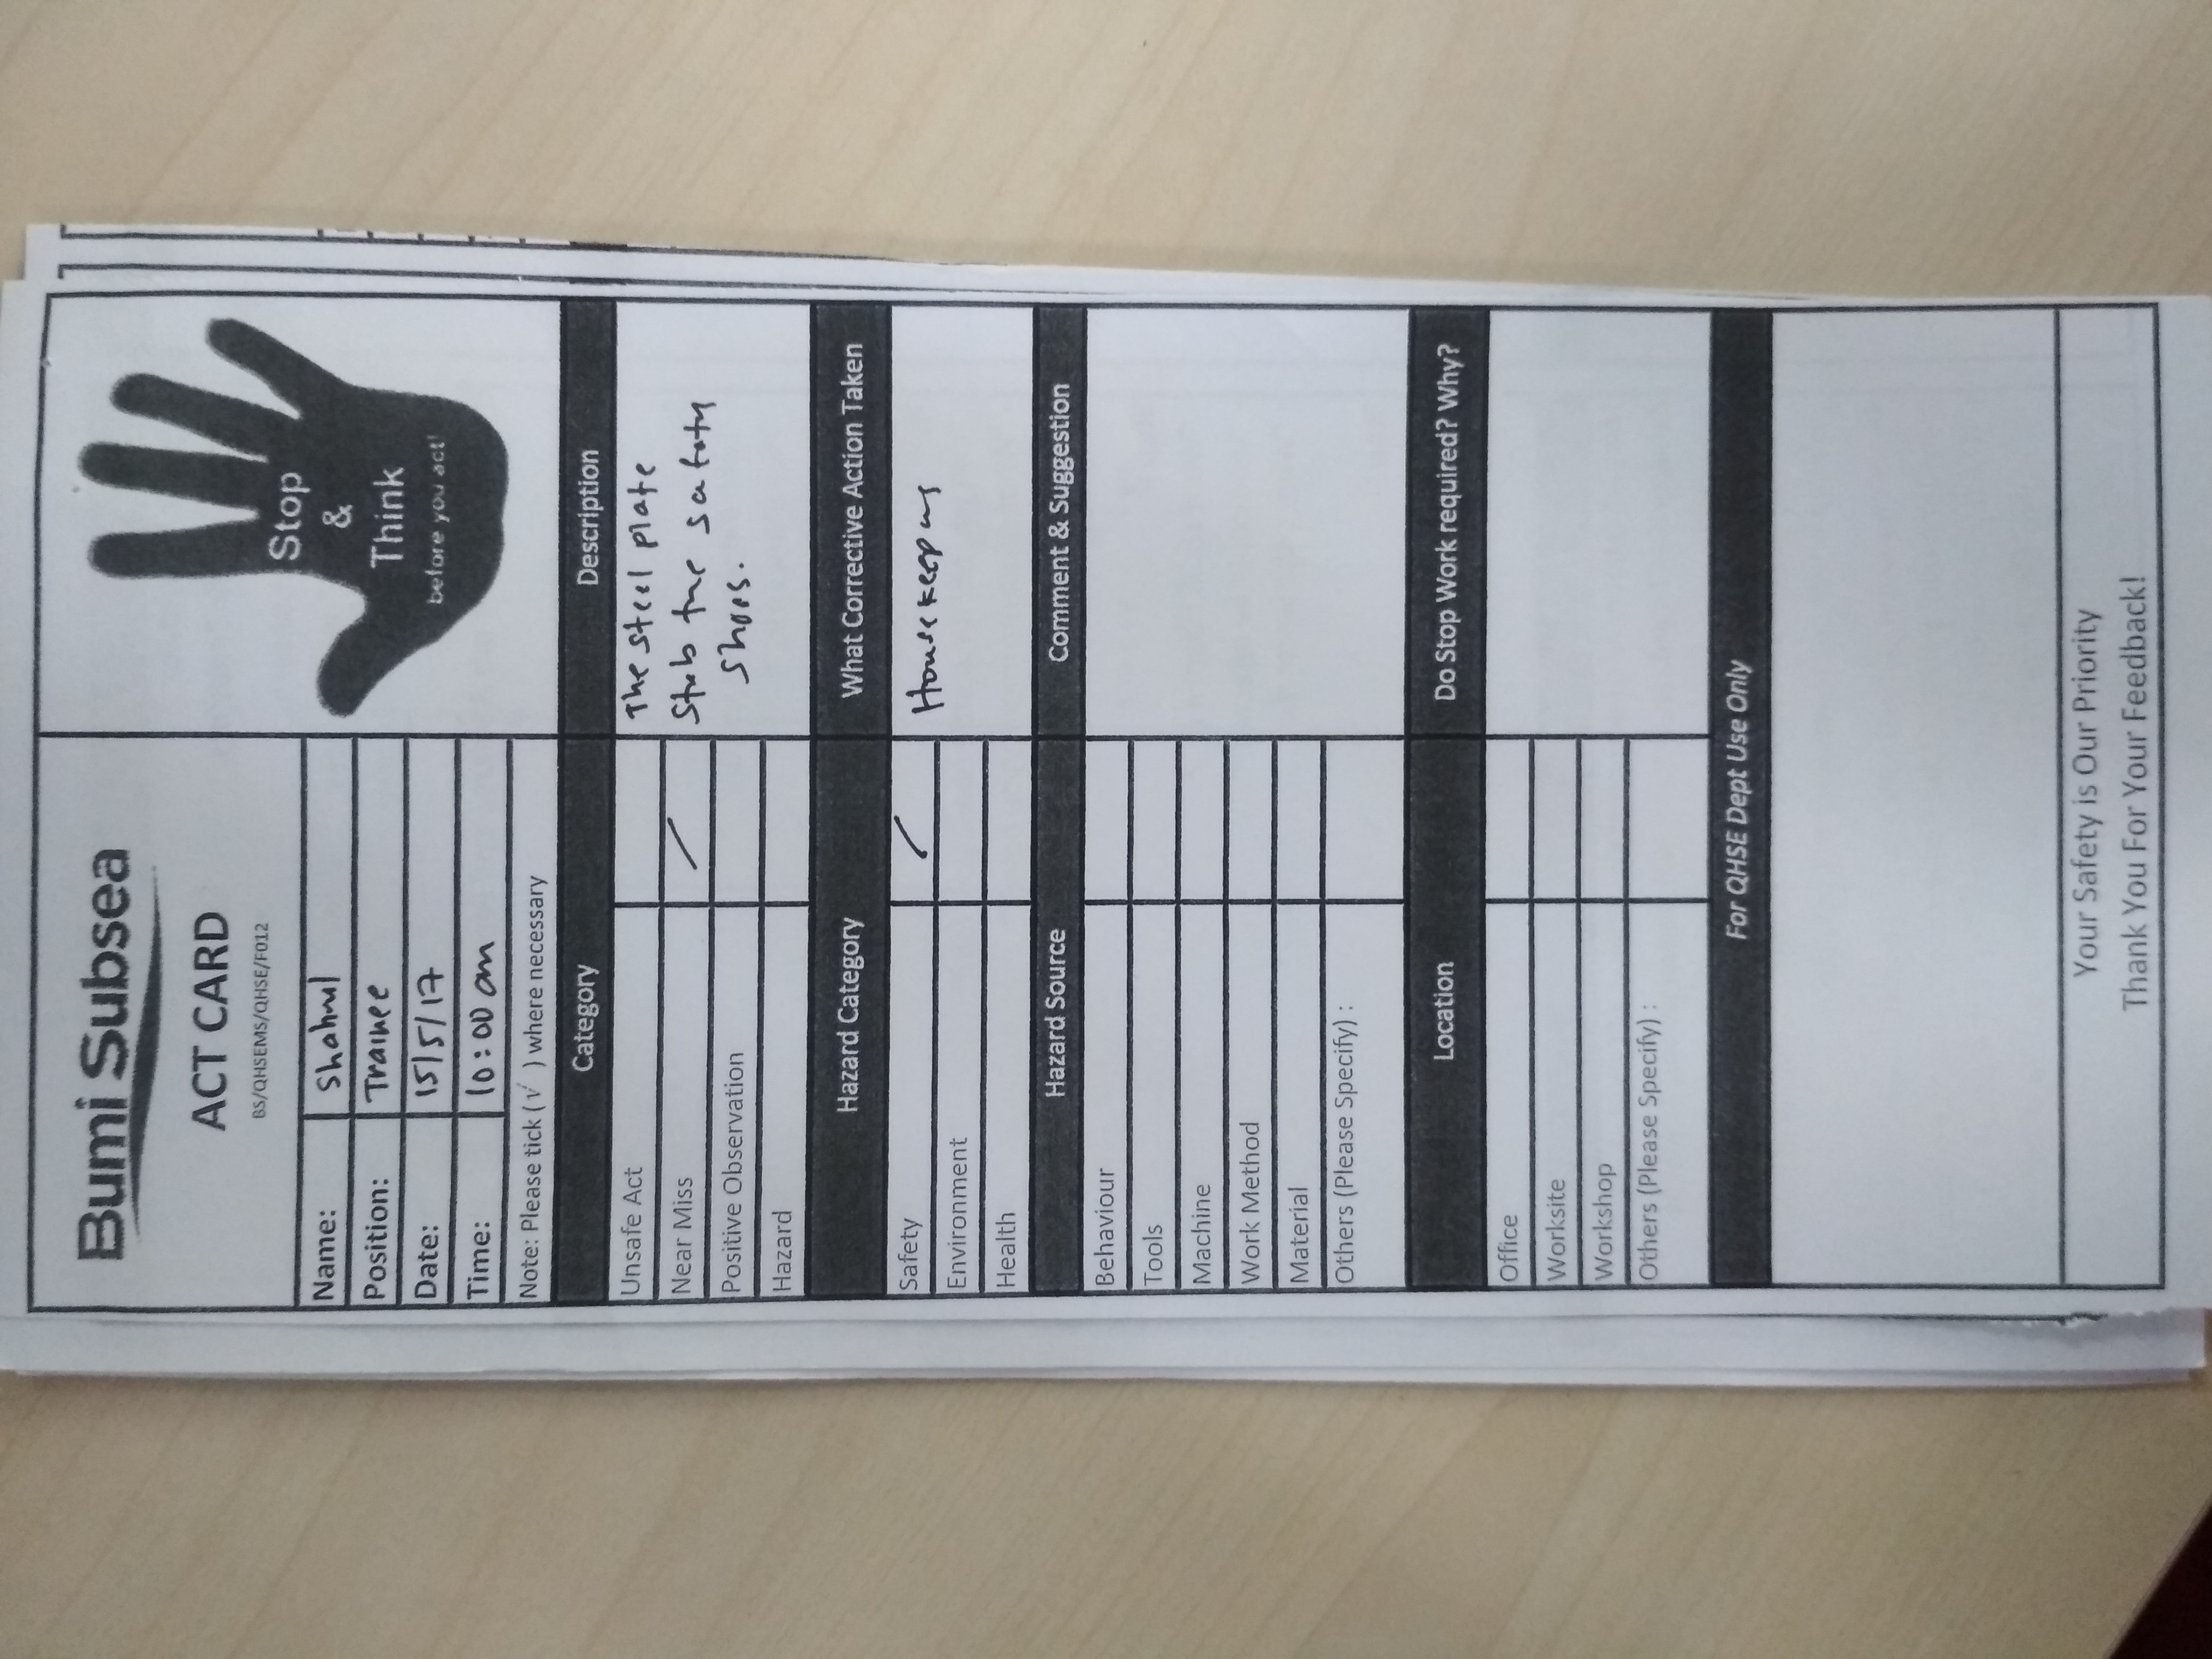 Bumi Subsea
ACT CARD
BS/QHSEMS/QHSE/F012
Stop
&
Think
before you act!
Name: Shahul
Position: Trainee
Date: 15/5/17
Time: 10:00 am
Note: Please tick (√) where necessary
Category Description
Unsafe Act
Near Miss /
Positive Observation
Hazard
The steel plate
Stab the safety
shoes.
Hazard Category What Corrective Action Taken
Safety /
Environment
Health
Housekeeping
Hazard Source Comment & Suggestion
Behaviour
Tools
Machine
Work Method
Material
Others (Please Specify) :
Location Do Stop Work required? Why?
Office
Worksite
Workshop
Others (Please Specify) :
For QHSE Dept Use Only
Your Safety is Our Priority
Thank You For Your Feedback!